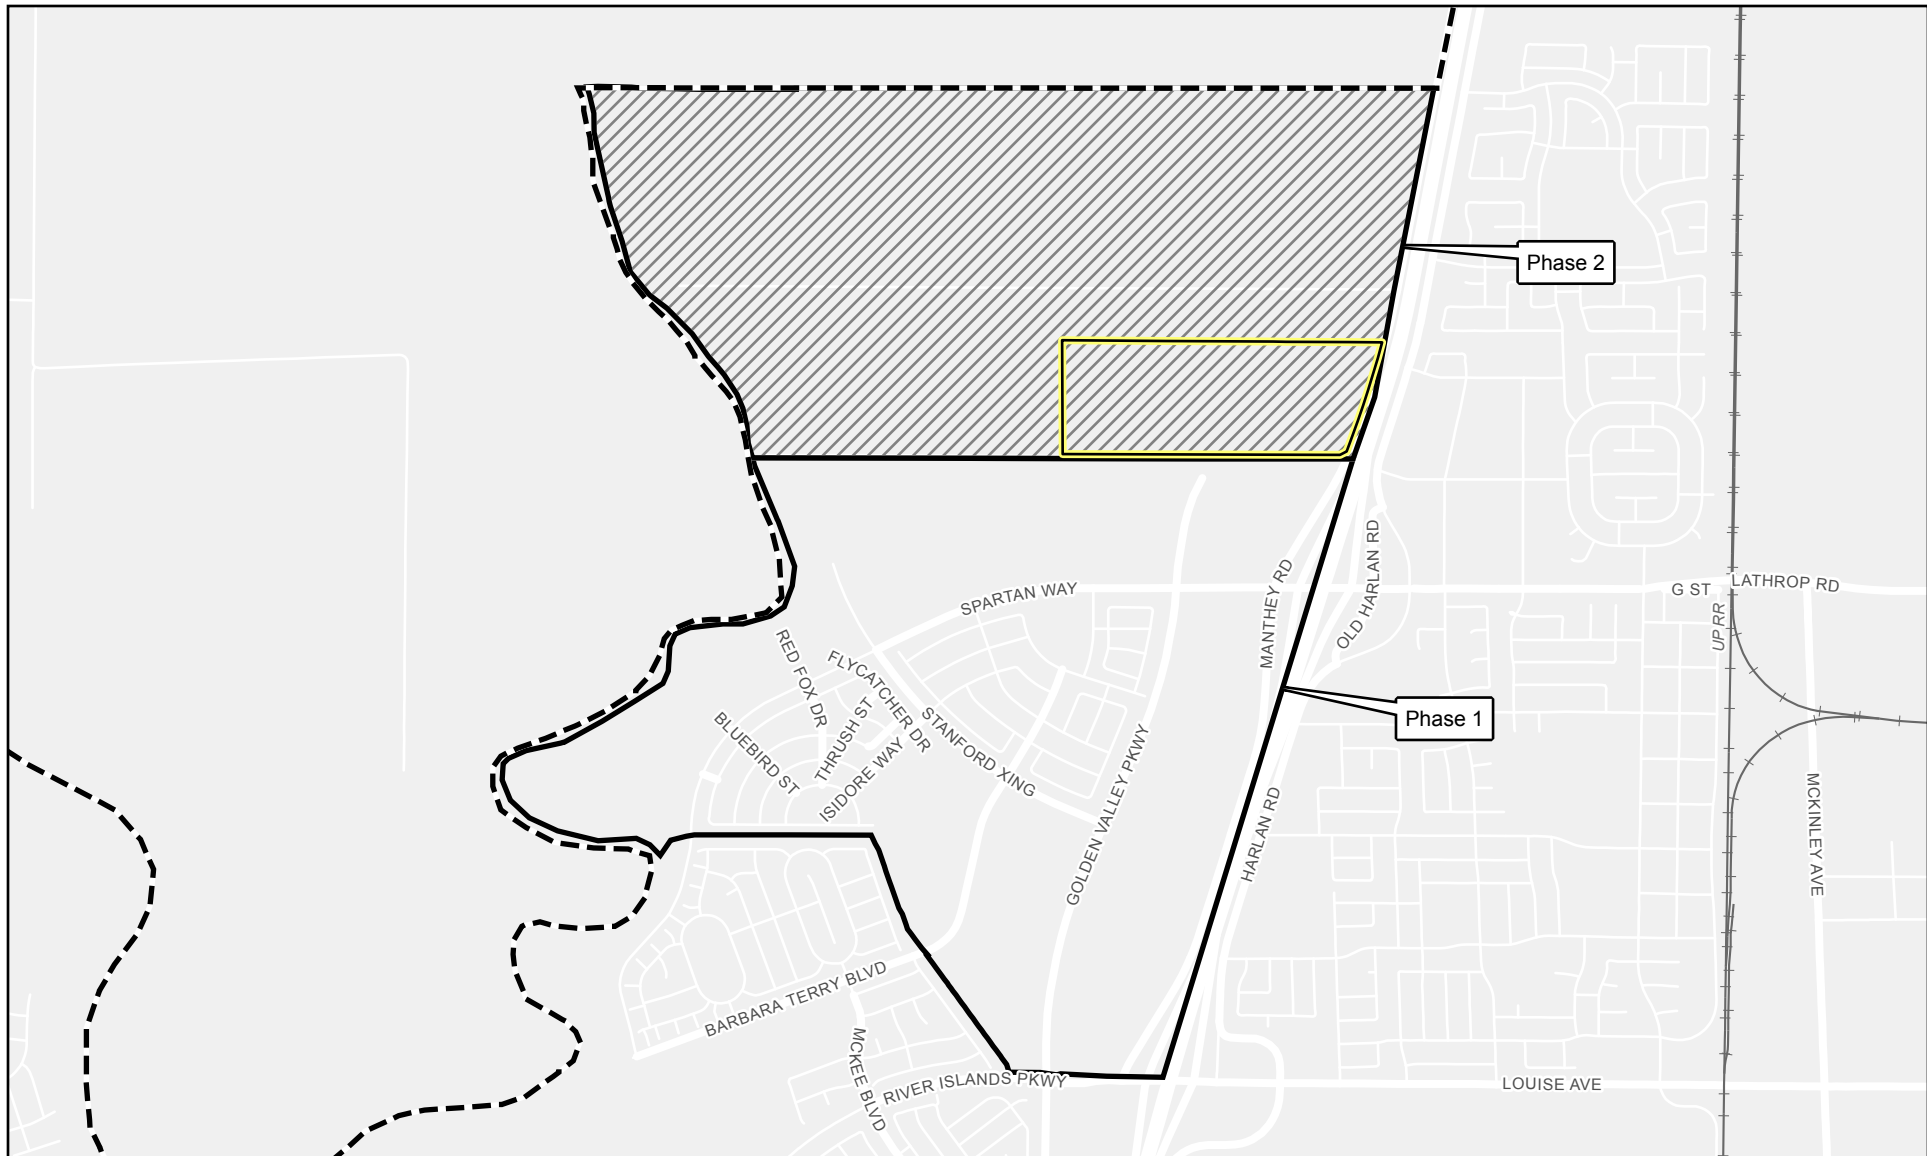 Phase 2
SPARTAN WAY
MANTHEY RD
OLD HARLAN RD
G ST
LATHROP RD
UP RR
RED FOX DR
FLYCATCHER DR
THRUSH ST
BLUEBIRD ST
ISIDORE WAY
STANFORD XING
GOLDEN VALLEY PKWY
Phase 1
HARLAN RD
MCKINLEY AVE
BARBARA TERRY BLVD
MCKEE BLVD
RIVER ISLANDS PKWY
LOUISE AVE